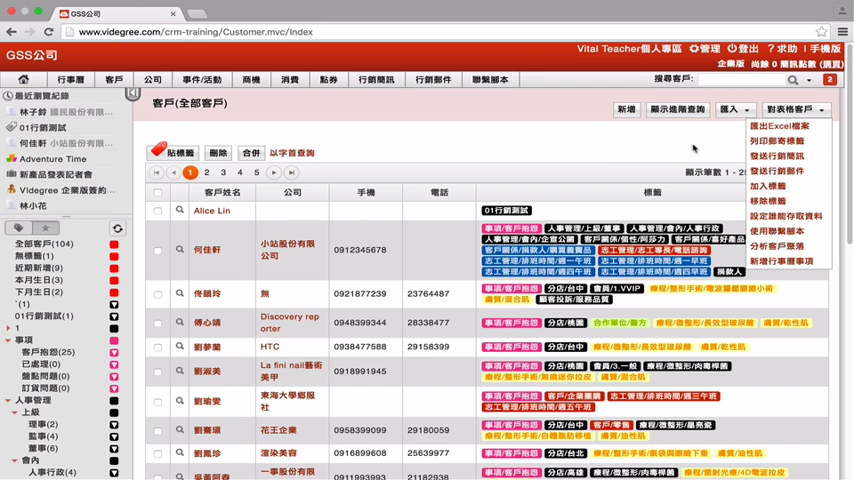 GSS公司
www.videgree.com/crm-training/Customer.mvc/Index
GSS公司
Vital Teacher個人專區 管理 登出 ?求助 | 手機版
企業版 尚餘 0 簡訊點數 (購買)
行事曆 客戶 公司 事件/活動 商機 消費 點券 行銷簡訊 行銷郵件 聯繫腳本 搜尋客戶: 2
最近瀏覽紀錄
林子鈴 國民股份有限...
01行銷測試
何佳軒 小站股份有限...
Adventure Time
新產品發表記者會
Videgree 企業版簽約...
林小花
全部客戶(104)
無標籤(1)
近期新增(9)
本月生日(3)
下月生日(2)
`(1)
01行銷測試(1)
1
事項
客戶抱怨(25)
已處理(0)
盤點問題(0)
訂貨問題(0)
人事管理
上級
理事(2)
監事(4)
董事(6)
會內
人事行政(4)
客戶(全部客戶)
新增 顯示進階查詢 匯入 對表格客戶
匯出Excel檔案
列印郵寄標籤
發送行銷簡訊
發送行銷郵件
加入標籤
移除標籤
設定誰能存取資料
使用聯繫腳本
分析客戶聚落
新增行事曆事項
貼標籤 刪除 合併 以字首查詢
1 2 3 4 5 顯示筆數 1 - 2
客戶姓名 公司 手機 電話 標籤
Alice Lin 01行銷測試
何佳軒 小站股份有限公司 0912345678
事項/客戶抱怨 人事管理/上級/董事 人事管理/會內/人事行政
人事管理/會內/企宣公關 客戶關係/個性/阿莎力 客戶關係/喜好產品
客戶關係/捐款人/購買義賣品 志工管理/志工專長/電話諮詢
志工管理/排班時間/週一午班 志工管理/排班時間/週一早班
志工管理/排班時間/週四午班 志工管理/排班時間/週四早班 捐款人
佟硯玲 無 0921877239 23764487
事項/客戶抱怨 分店/台中 會員/1.VVIP 療程/整形手術/電波蘿蔔腿縮小術
膚質/混合肌 顧客投訴/服務品質
傅心靖 Discovery reporter 0948399344 28338477 事項/客戶抱怨 分店/桃園 合作單位/警方 療程/微整形/長效型玻尿酸 膚質/乾性肌
劉夢蘭 HTC 0938477588 29158399 事項/客戶抱怨 分店/台中 療程/微整形/長效型玻尿酸 膚質/乾性肌
劉淑美 La fini nail藝術美甲 0918991945
事項/客戶抱怨 分店/桃園 會員/3.一般 療程/微整形/肉毒桿菌
療程/整形手術/無痕迷你拉皮 膚質/混合肌
劉瑜雯 東海大學鄉服社
事項/客戶抱怨 客戶/企業團購 志工管理/排班時間/週三午班
志工管理/排班時間/週五午班
劉騫環 花王企業 0958399099 29180059
事項/客戶抱怨 分店/台中 客戶/零售 療程/微整形/晶亮瓷
療程/整形手術/自體脂肪移植 膚質/油性肌
劉鳳珍 渲染美容 0916899608 25639977 事項/客戶抱怨 分店/台北 療程/整形手術/眼袋與眼瞼下垂 膚質/油性肌
一事股份有限 0911993993 21182938 事項/客戶抱怨 分店/高雄 療程/微整形/肉毒桿菌 療程/雷射光療/4D電波拉皮